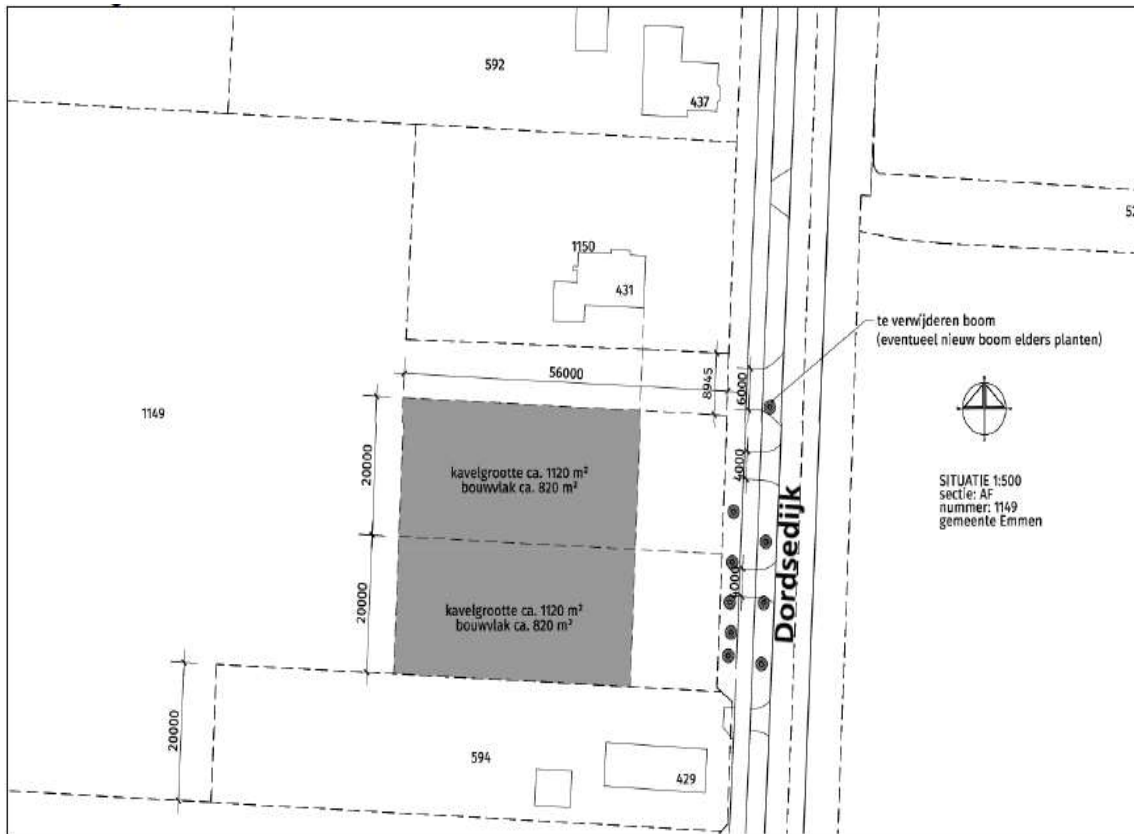 592
437
1150
431
te verwijderen boom
(eventueel nieuw boom elders planten)
56000
8945
6000
1149
20000
kavelgrootte ca. 1120 m²
bouwvlak ca. 820 m²
4000
SITUATIE 1:500
sectie: AF
nummer: 1149
gemeente Emmen
Dordsedijk
20000
kavelgrootte ca. 1120 m²
bouwvlak ca. 820 m²
4000
20000
594
429